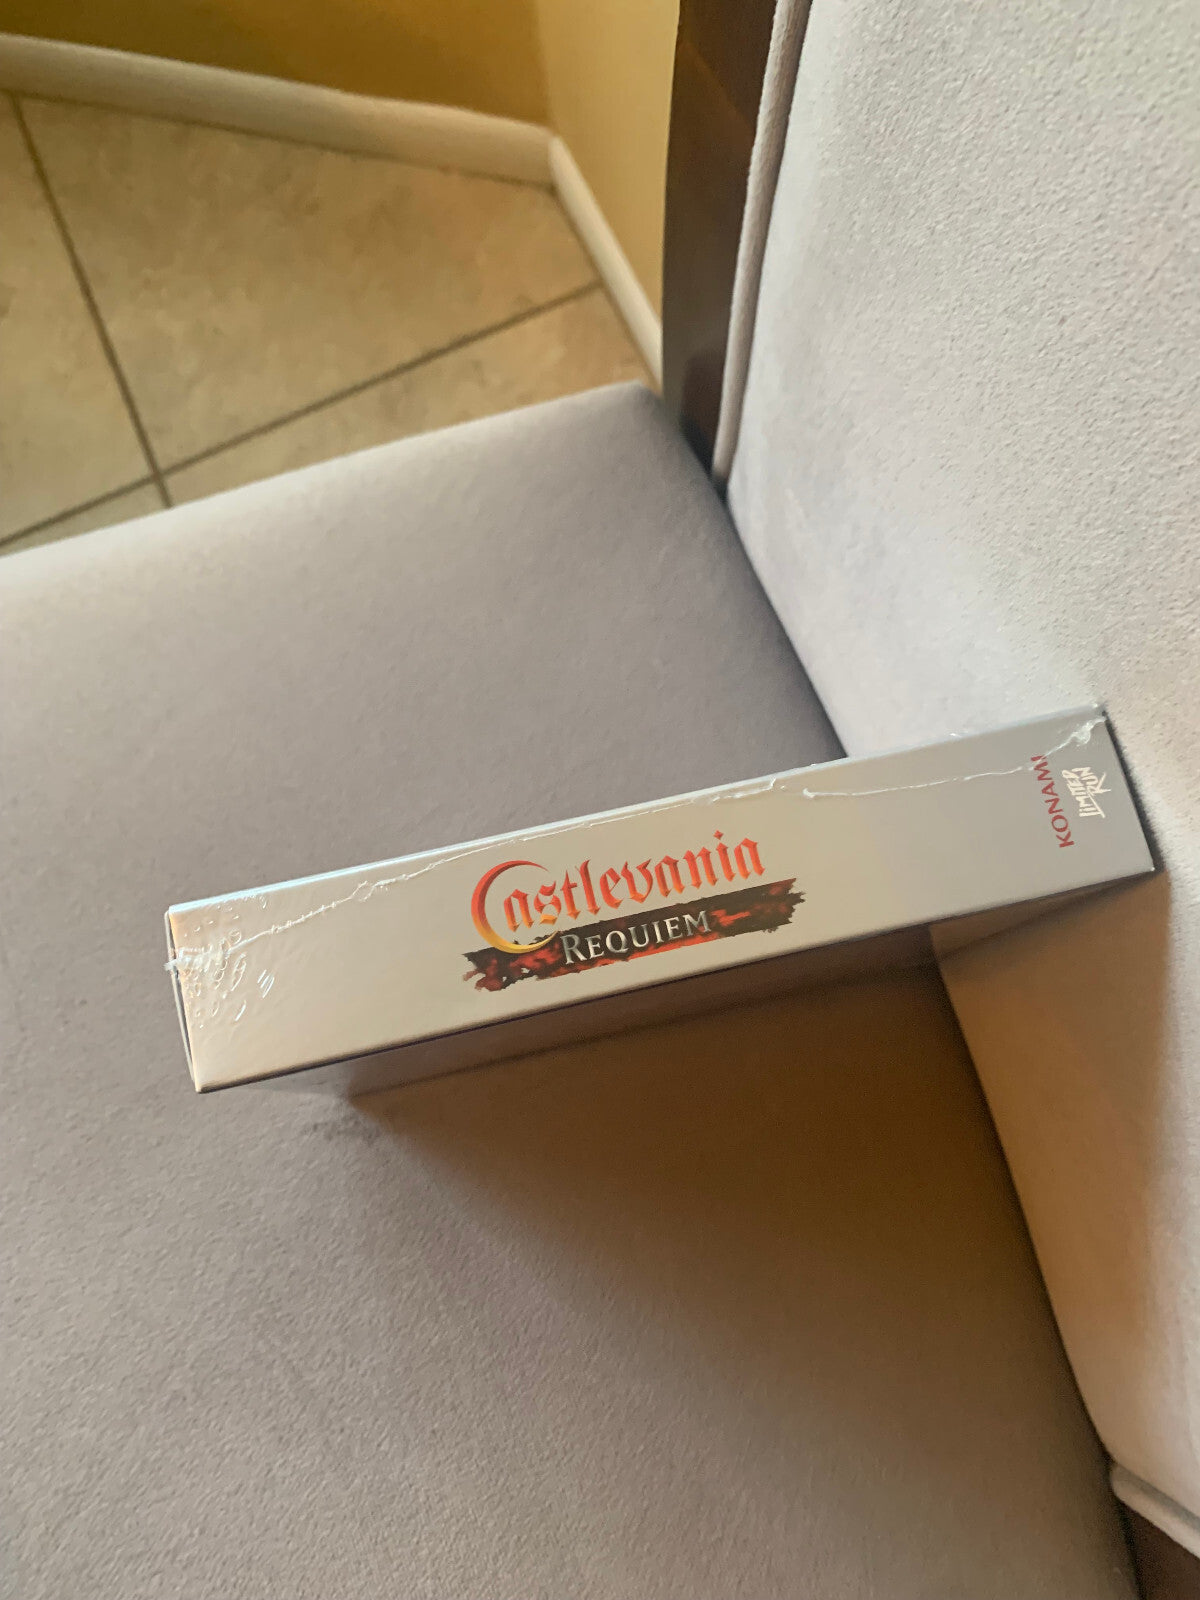 Castlevania
REQUIEM
KONAMI
LIMITED
RUN